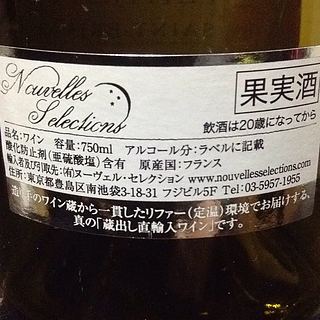 Nouvelles
Selections
果実酒
飲酒は20歳になってから
品名:ワイン 容量:750ml アルコール分:ラベルに記載
酸化防止剤(亜硫酸塩)含有 原産国:フランス
輸入者及び引取先:㈲ヌーヴェル・セレクション www.nouvellesselections.com
住所:東京都豊島区南池袋3-18-31 フジビル5F Tel 03-5957-1955
造り手のワイン蔵から一貫したリファー(定温)環境でお届けする、
真の「蔵出し直輸入ワイン」です。